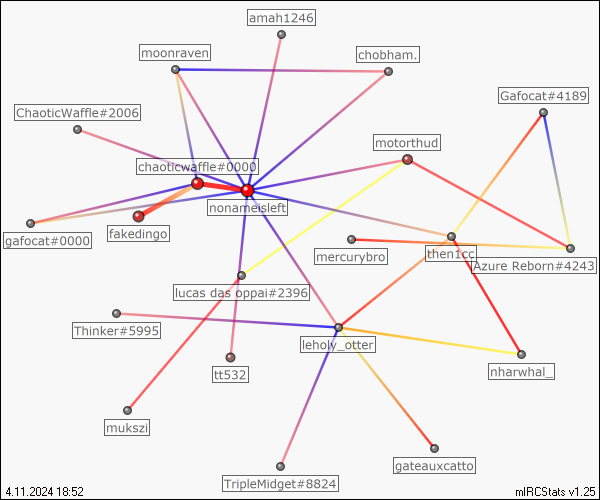 amah1246
moonraven
chobham.
Gafocat#4189
ChaoticWaffle#2006
motorthud
chaoticwaffle#0000
nonameisleft
fakedingo
gafocat#0000
mercurybro
then1cc
Azure Reborn#4243
lucas das oppai#2396
Thinker#5995
leholy_otter
tt532
nharwhal_
mukszi
gateauxcatto
TripleMidget#8824
4.11.2024 18:52
mIRCStats v1.25